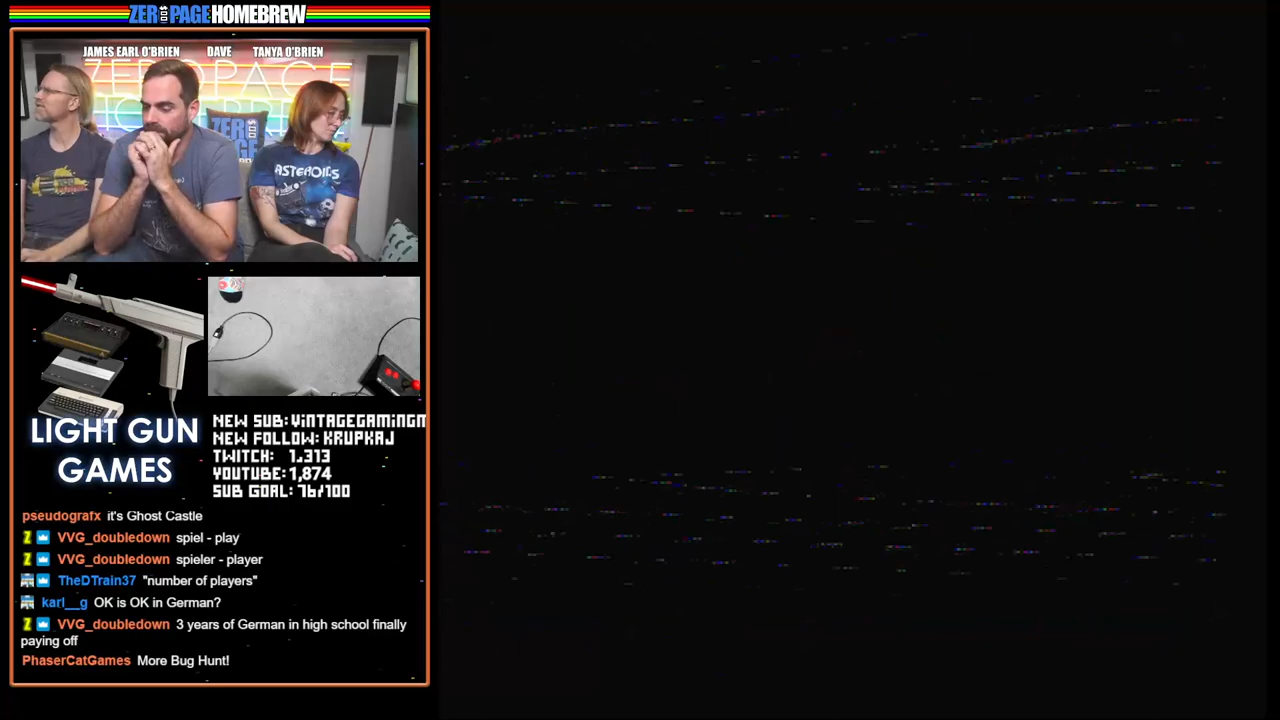 ZEROPAGE HOMEBREW
JAMES EARL O'BRIEN DAVE TANYA O'BRIEN
ZEROPAGE
ZERO
PAGE
ASTEROIDS
LIGHT GUN
GAMES
NEW SUB: VINTAGEGAMINGM
NEW FOLLOW: KRUPKAJ
TWITCH: 1,313
YOUTUBE: 1,874
SUB GOAL: 76/100
pseudografx it's Ghost Castle
VVG_doubledown spiel - play
VVG_doubledown spieler - player
TheDTrain37 "number of players"
karl__g OK is OK in German?
VVG_doubledown 3 years of German in high school finally
paying off
PhaserCatGames More Bug Hunt!